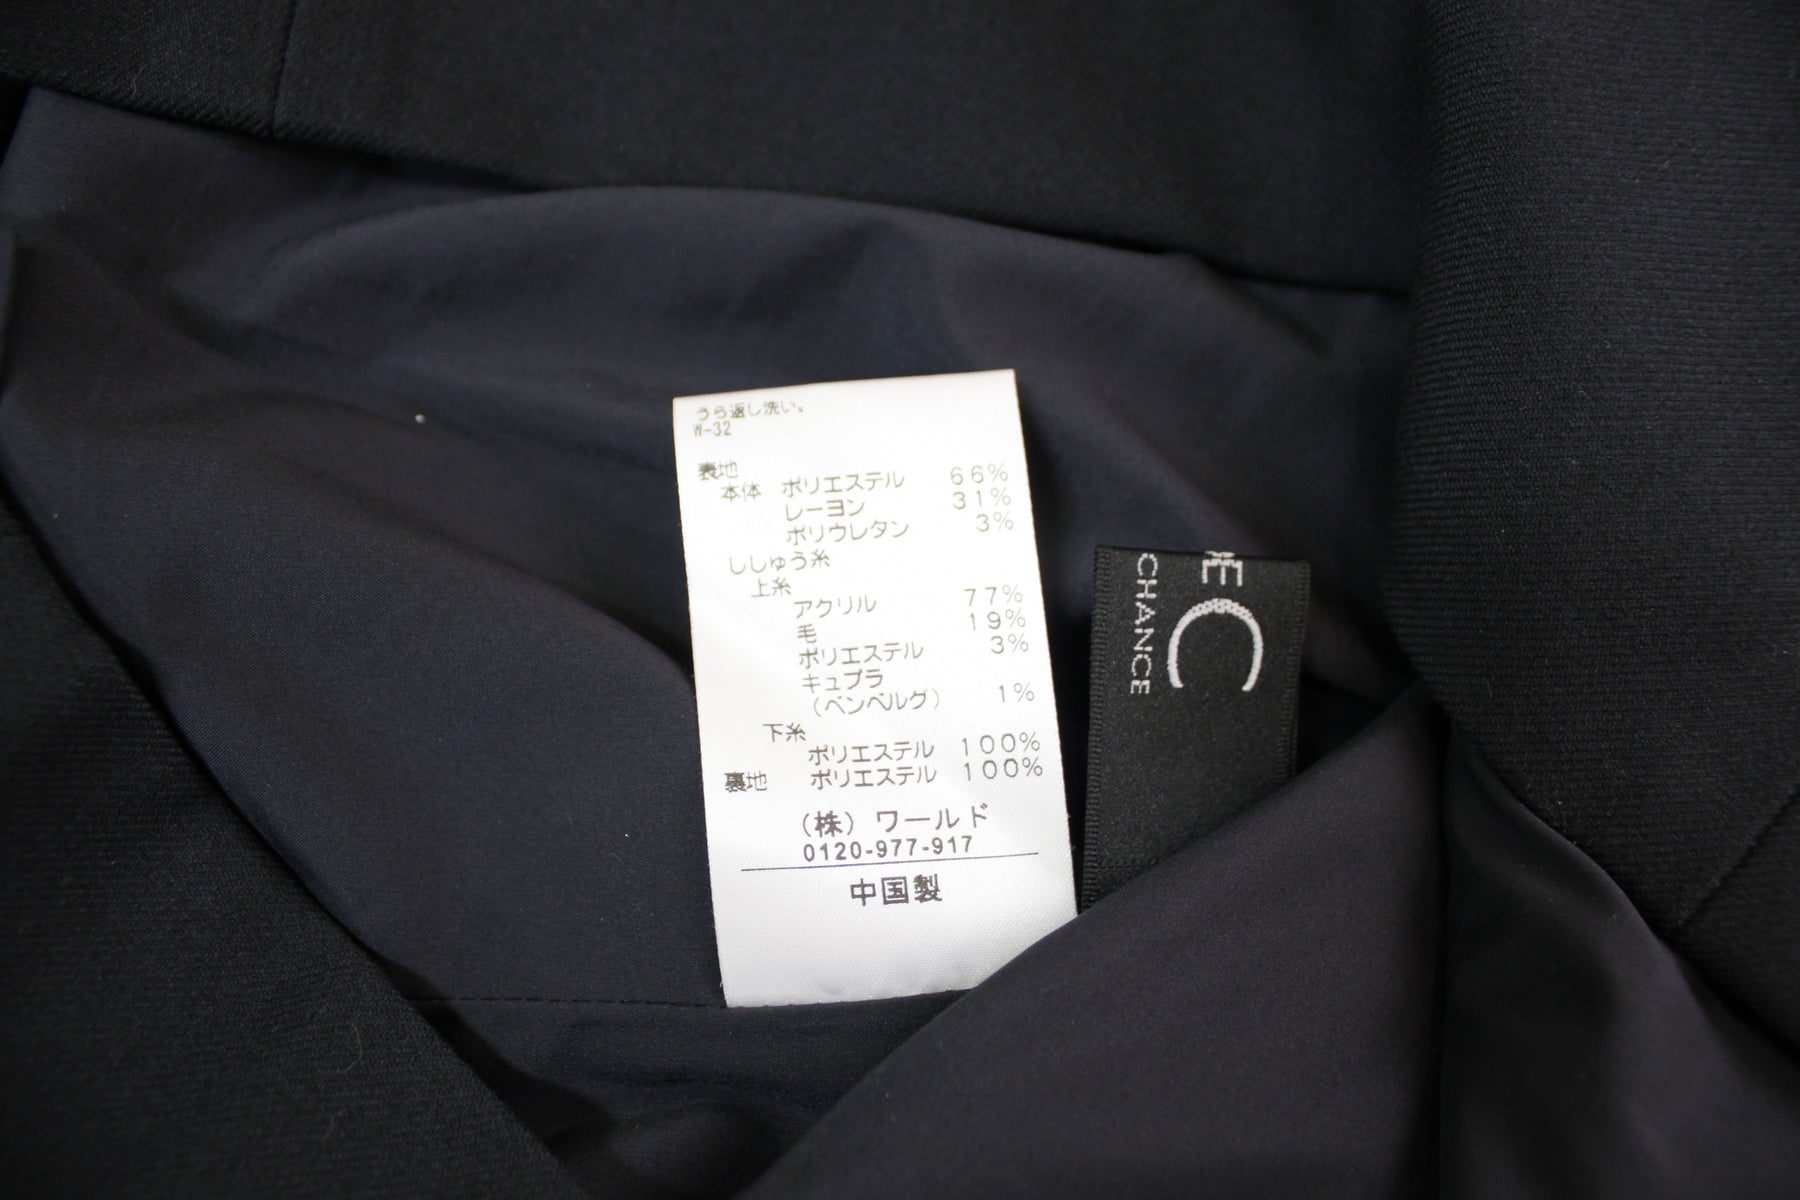 うら返し洗い。
W-32
表地
本体 ポリエステル 66%
レーヨン 31%
ポリウレタン 3%
ししゅう糸
上糸
アクリル 77%
毛 19%
ポリエステル 3%
キュプラ
(ベンベルグ) 1%
下糸
ポリエステル 100%
裏地 ポリエステル 100%
(株)ワールド
0120-977-917
中国製
C
CHANCE